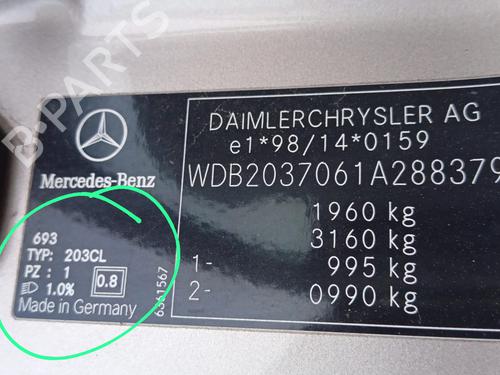 B-PARTS
DAIMLERCHRYSLER AG
e1*98/14*0159
WDB2037061A288379
Mercedes-Benz
1960 kg
3160 kg
1- 995 kg
2- 0990 kg
693
TYP: 203CL
PZ : 1
1.0% 0.8
Made in Germany
6361567